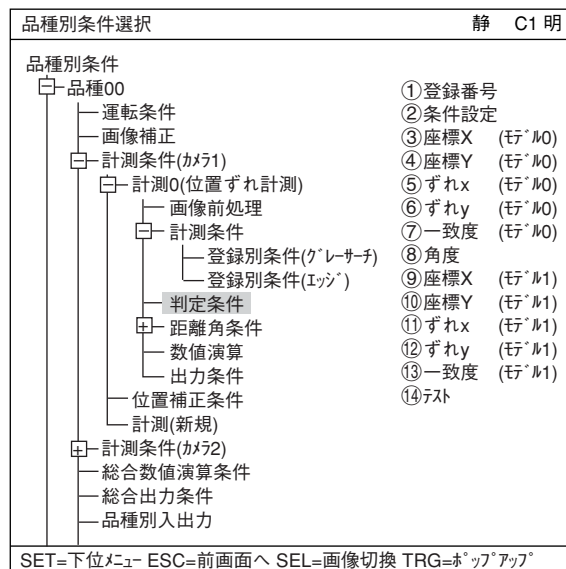 品種別条件選択 静 C1 明
品種別条件
品種00
運転条件
画像補正
計測条件(ｶﾒﾗ1)
計測0(位置ずれ計測)
画像前処理
計測条件
登録別条件(ｸﾞﾚｰｻｰﾁ)
登録別条件(ｴｯｼﾞ)
判定条件
距離角条件
数値演算
出力条件
位置補正条件
計測(新規)
計測条件(ｶﾒﾗ2)
総合数値演算条件
総合出力条件
品種別入出力
①登録番号
②条件設定
③座標X (ﾓﾃﾞﾙ0)
④座標Y (ﾓﾃﾞﾙ0)
⑤ずれx (ﾓﾃﾞﾙ0)
⑥ずれy (ﾓﾃﾞﾙ0)
⑦一致度 (ﾓﾃﾞﾙ0)
⑧角度
⑨座標X (ﾓﾃﾞﾙ1)
⑩座標Y (ﾓﾃﾞﾙ1)
⑪ずれx (ﾓﾃﾞﾙ1)
⑫ずれy (ﾓﾃﾞﾙ1)
⑬一致度 (ﾓﾃﾞﾙ1)
⑭ﾃｽﾄ
SET=下位ﾒﾆｭｰ ESC=前画面へ SEL=画像切換 TRG=ﾎﾟｯﾌﾟｱｯﾌﾟ